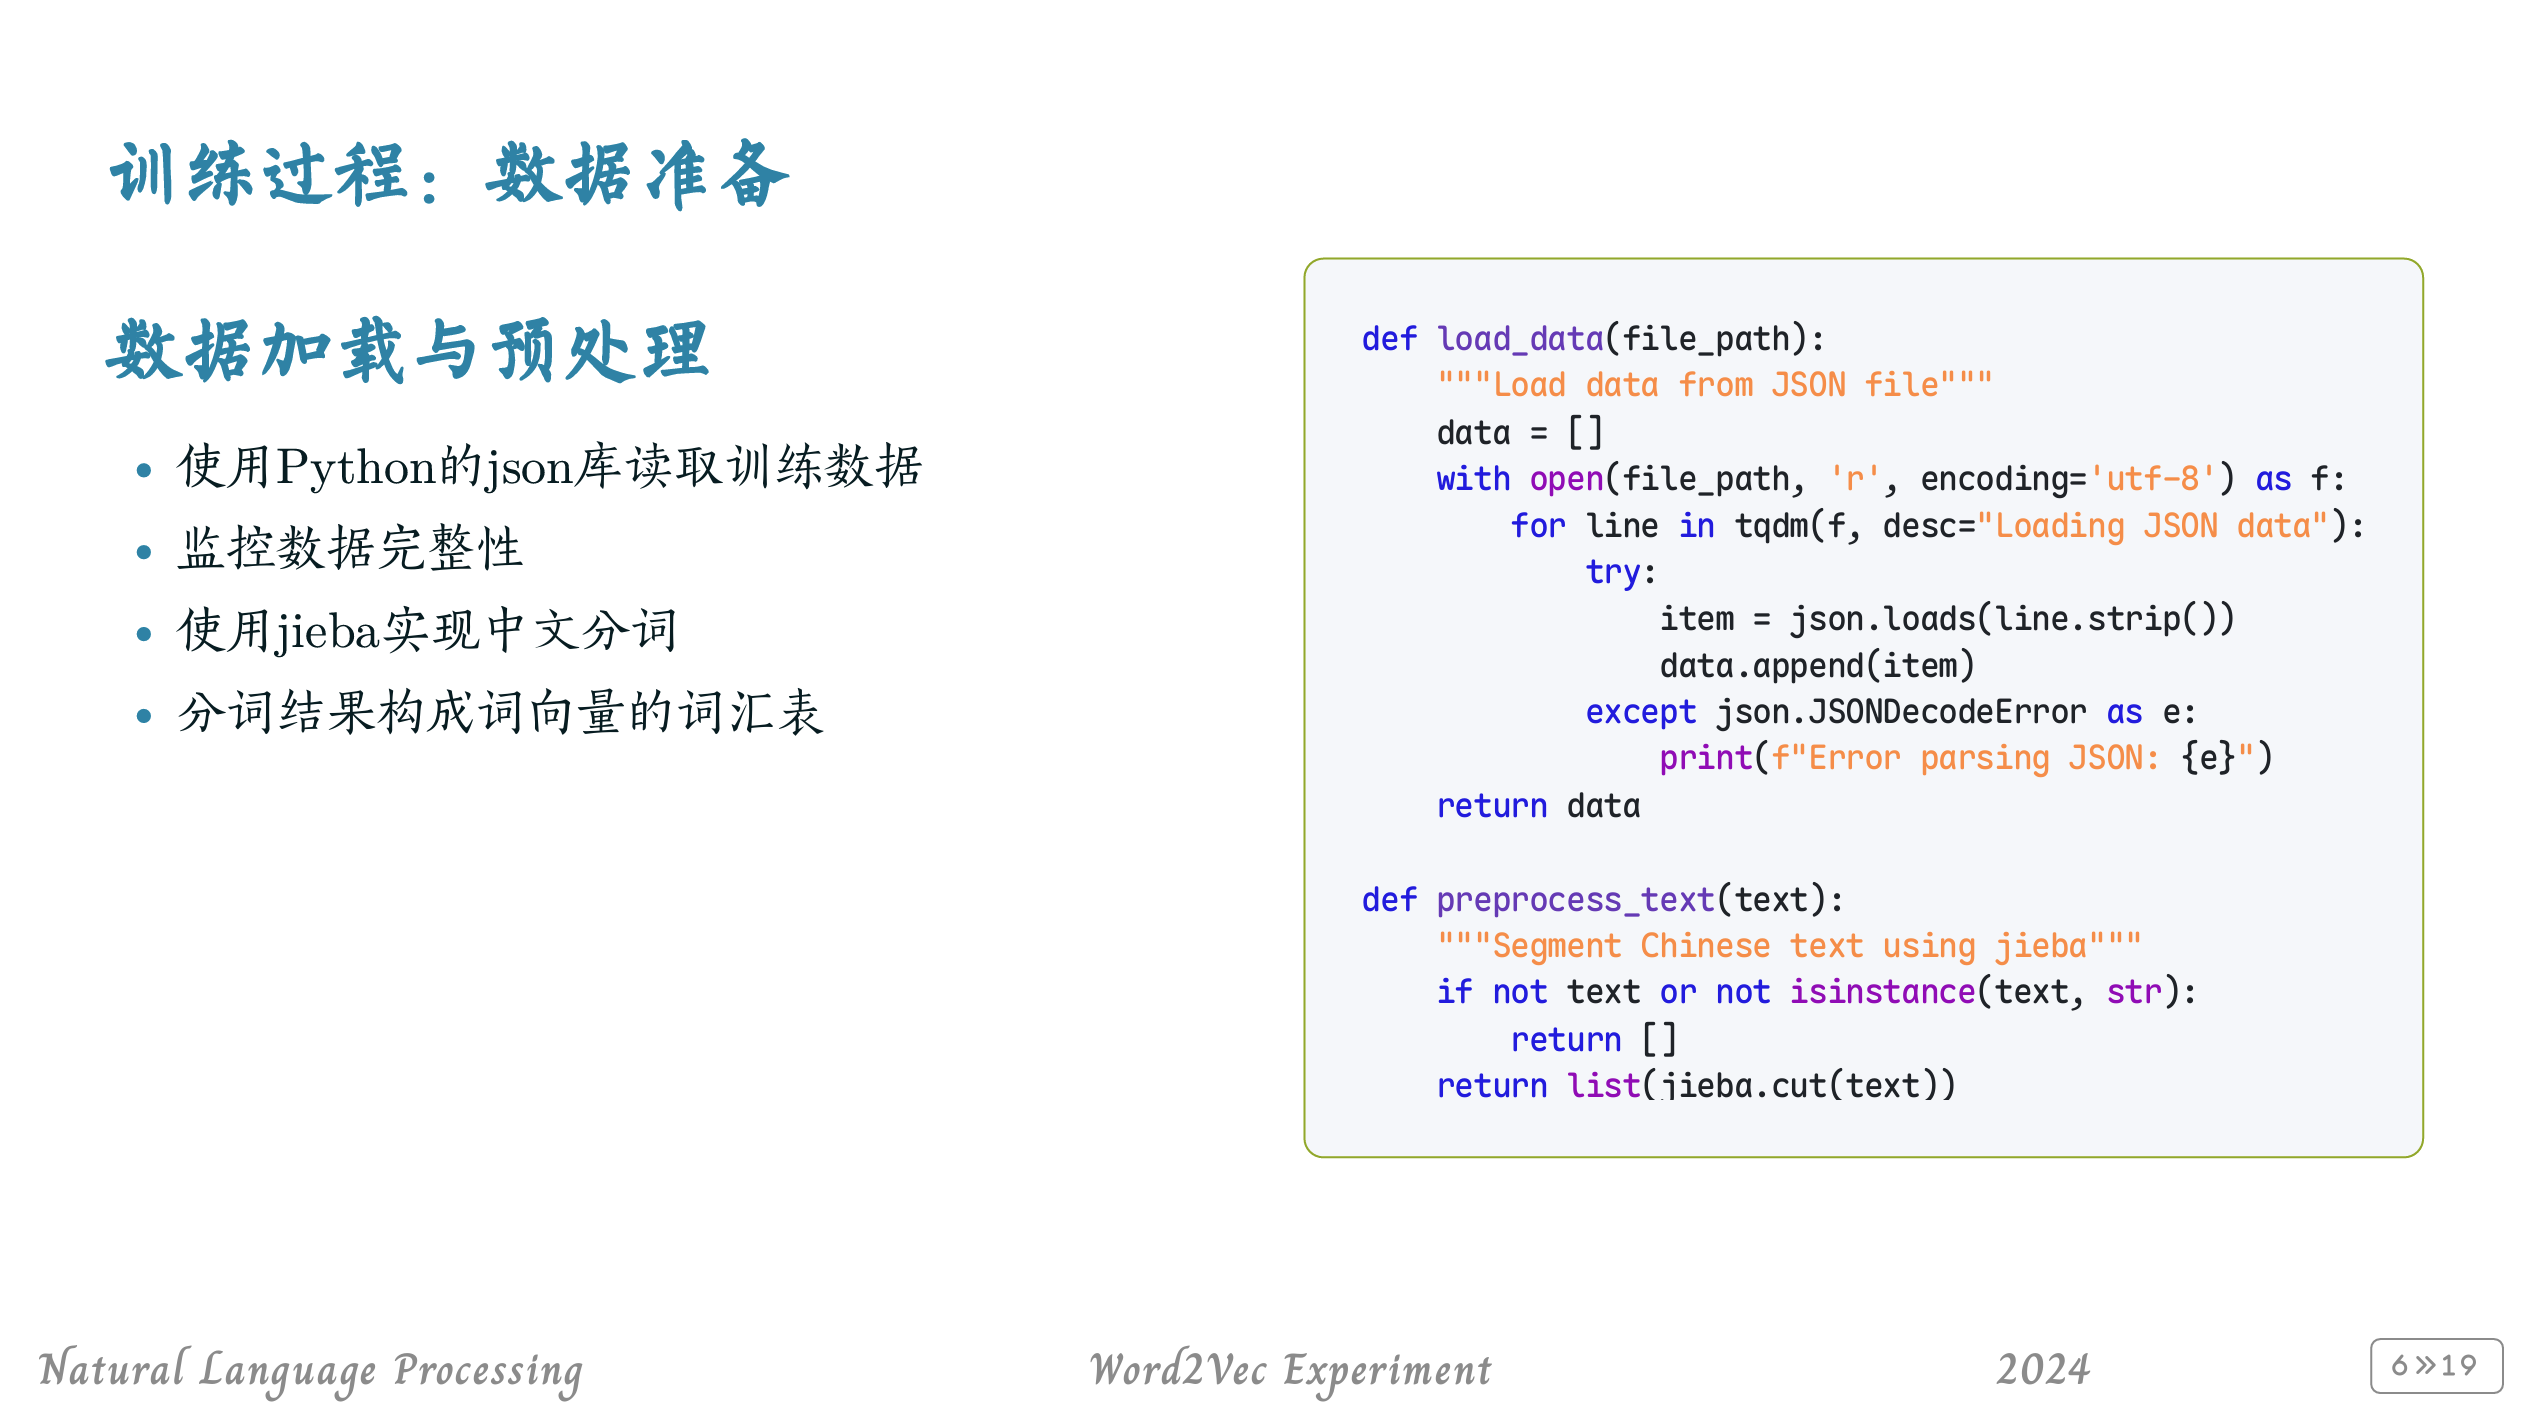 训练过程：数据准备
数据加载与预处理
• 使用Python的json库读取训练数据
• 监控数据完整性
• 使用jieba实现中文分词
• 分词结果构成词向量的词汇表
def load_data(file_path):
    """Load data from JSON file"""
    data = []
    with open(file_path, 'r', encoding='utf-8') as f:
        for line in tqdm(f, desc="Loading JSON data"):
            try:
                item = json.loads(line.strip())
                data.append(item)
            except json.JSONDecodeError as e:
                print(f"Error parsing JSON: {e}")
    return data

def preprocess_text(text):
    """Segment Chinese text using jieba"""
    if not text or not isinstance(text, str):
        return []
    return list(jieba.cut(text))
Natural Language Processing
Word2Vec Experiment
2024
6»19